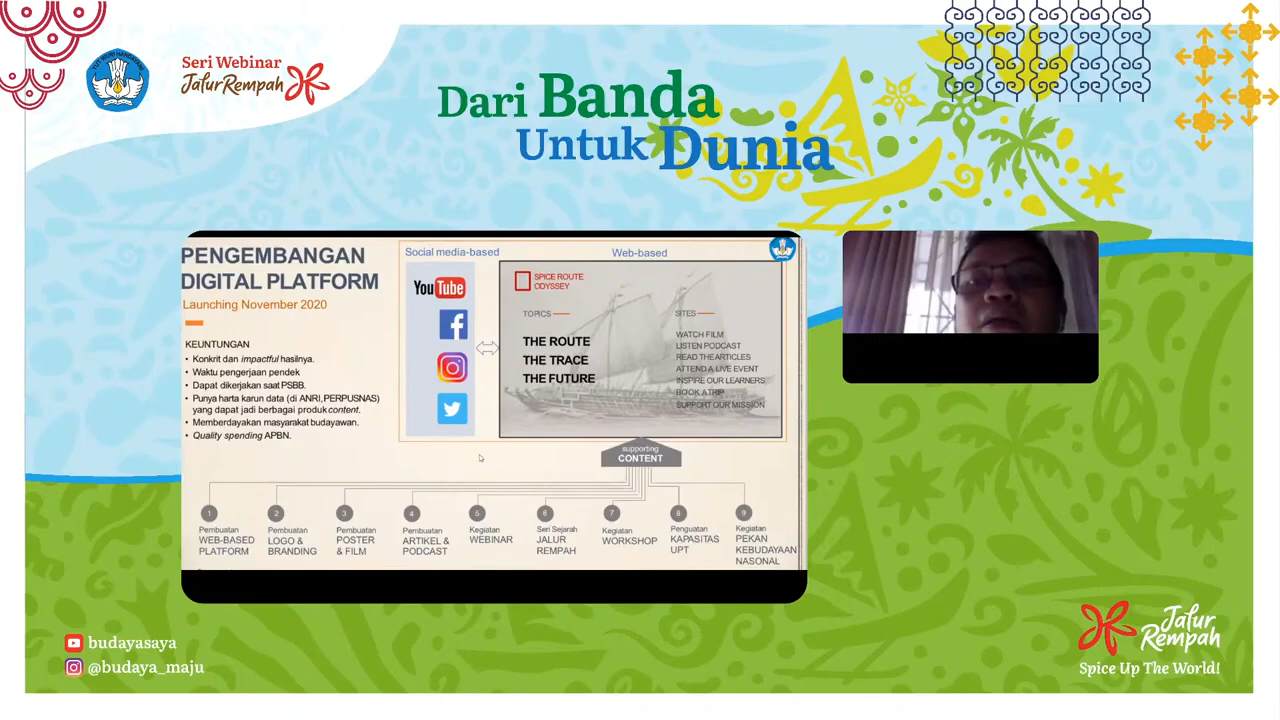 TUT WURI HANDAYANI
Seri Webinar
Jalur Rempah
Dari Banda
Untuk Dunia
PENGEMBANGAN
DIGITAL PLATFORM
Launching November 2020
KEUNTUNGAN
• Konkrit dan impactful hasilnya.
• Waktu pengerjaan pendek
• Dapat dikerjakan saat PSBB.
• Punya harta karun data (di ANRI,PERPUSNAS)
yang dapat jadi berbagai produk content.
• Memberdayakan masyarakat budayawan.
• Quality spending APBN.
Social media-based
Web-based
YouTube
SPICE ROUTE
ODYSSEY
TOPICS
THE ROUTE
THE TRACE
THE FUTURE
SITES
WATCH FILM
LISTEN PODCAST
READ THE ARTICLES
ATTEND A LIVE EVENT
INSPIRE OUR LEARNERS
BOOK A TRIP
SUPPORT OUR MISSION
supporting
CONTENT
1
Pembuatan
WEB-BASED
PLATFORM
2
Pembuatan
LOGO &
BRANDING
3
Pembuatan
POSTER
& FILM
4
Pembuatan
ARTIKEL &
PODCAST
5
Kegiatan
WEBINAR
6
Seri Sejarah
JALUR
REMPAH
7
Kegiatan
WORKSHOP
8
Penguatan
KAPASITAS
UPT
9
Kegiatan
PEKAN
KEBUDAYAAN
NASONAL
budayasaya
@budaya_maju
Jalur
Rempah
Spice Up The World!